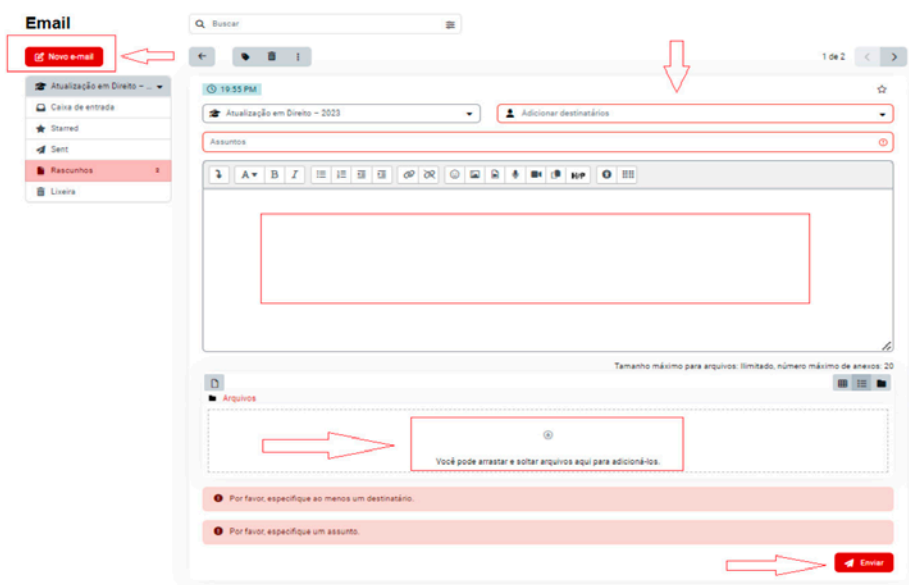 Email
Buscar
Novo e-mail
1 de 2
Atualização em Direito – ...
Caixa de entrada
Starred
Sent
Rascunhos
Lixeira
19:55 PM
Atualização em Direito – 2023
Adicionar destinatários
Assuntos
A B I
H-P
Tamanho máximo para arquivos: Ilimitado, número máximo de anexos: 20
Arquivos
Você pode arrastar e soltar arquivos aqui para adicioná-los.
Por favor, especifique ao menos um destinatário.
Por favor, especifique um assunto.
Enviar